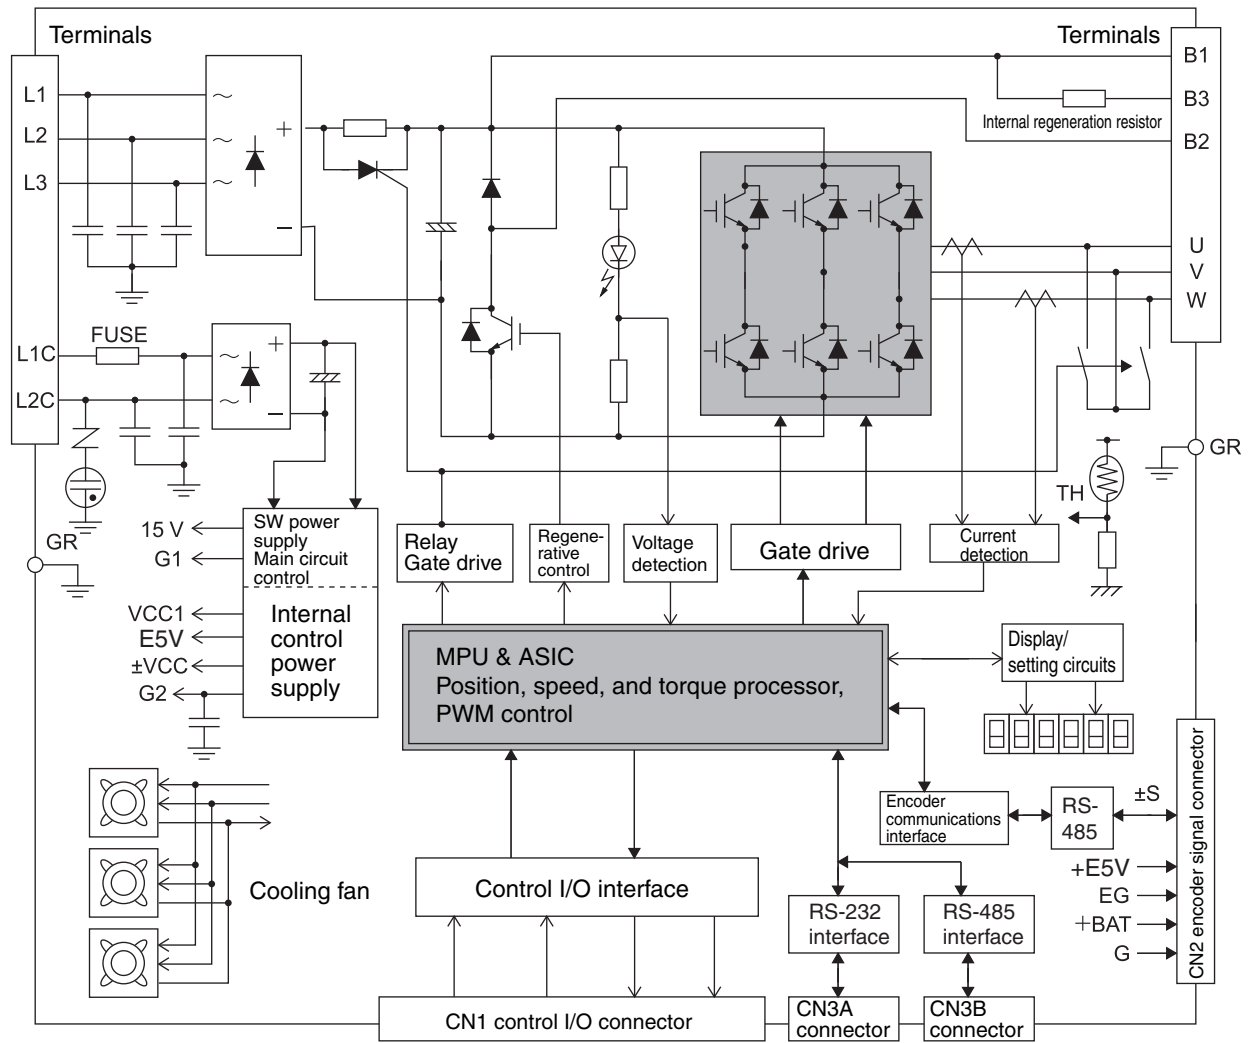 Terminals
Terminals
L1
L2
L3
B1
B3
Internal regeneration resistor
B2
+
−
U
V
W
FUSE
L1C
L2C
+
−
GR
TH
GR
15 V
G1
SW power
supply
Main circuit
control
Relay
Gate drive
Regene-
rative
control
Voltage
detection
Gate drive
Current
detection
VCC1
E5V
±VCC
G2
Internal
control
power
supply
MPU & ASIC
Position, speed, and torque processor,
PWM control
Display/
setting circuits
Encoder
communications
interface
RS-
485
±S
+E5V
EG
+BAT
G
CN2 encoder signal connector
Cooling fan
Control I/O interface
RS-232
interface
RS-485
interface
CN1 control I/O connector
CN3A
connector
CN3B
connector